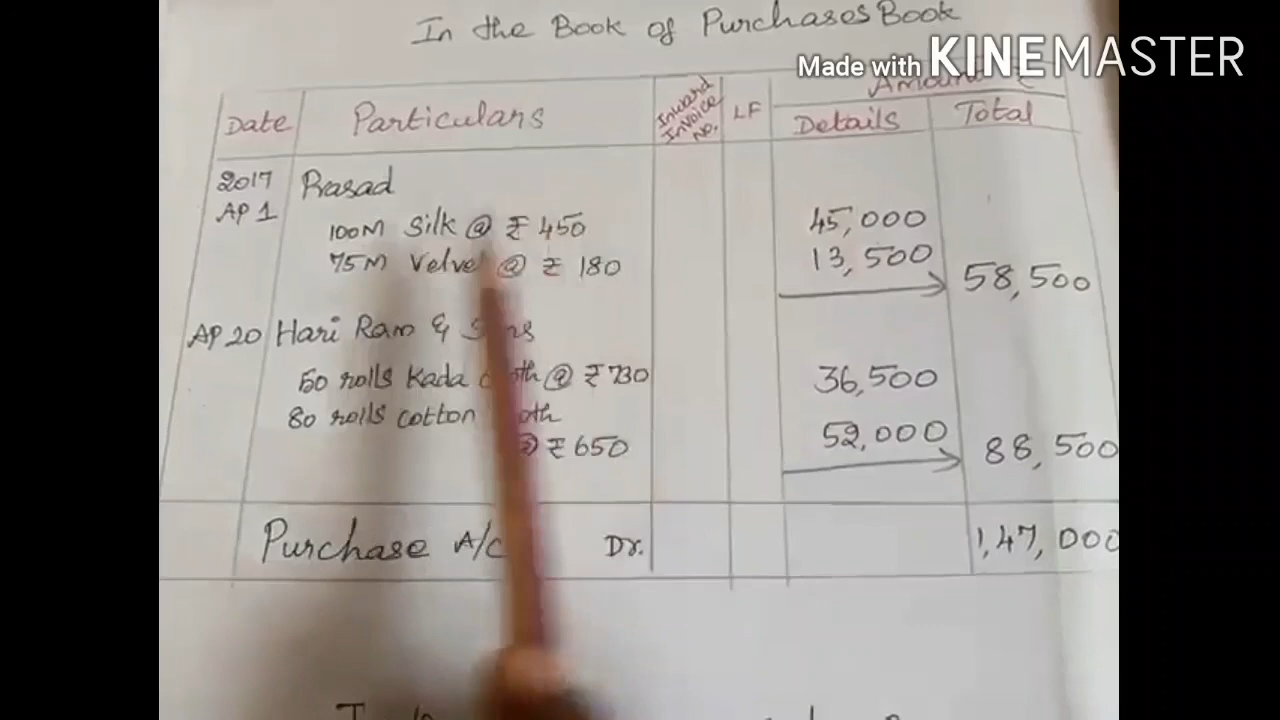 In the Book of Purchases Book
Made with KINEMASTER
Date Particulars Inward Invoice No. LF Details Total
2017 Prasad
AP 1
100M Silk @ ₹ 450 45,000
75M @ ₹ 180 13,500
58,500
AP 20 Hari Ram &
50 rolls Kada @ ₹ 730 36,500
80 rolls cotton
₹ 650 52,000
88,500
Purchase A/C Dr. 1,47,000